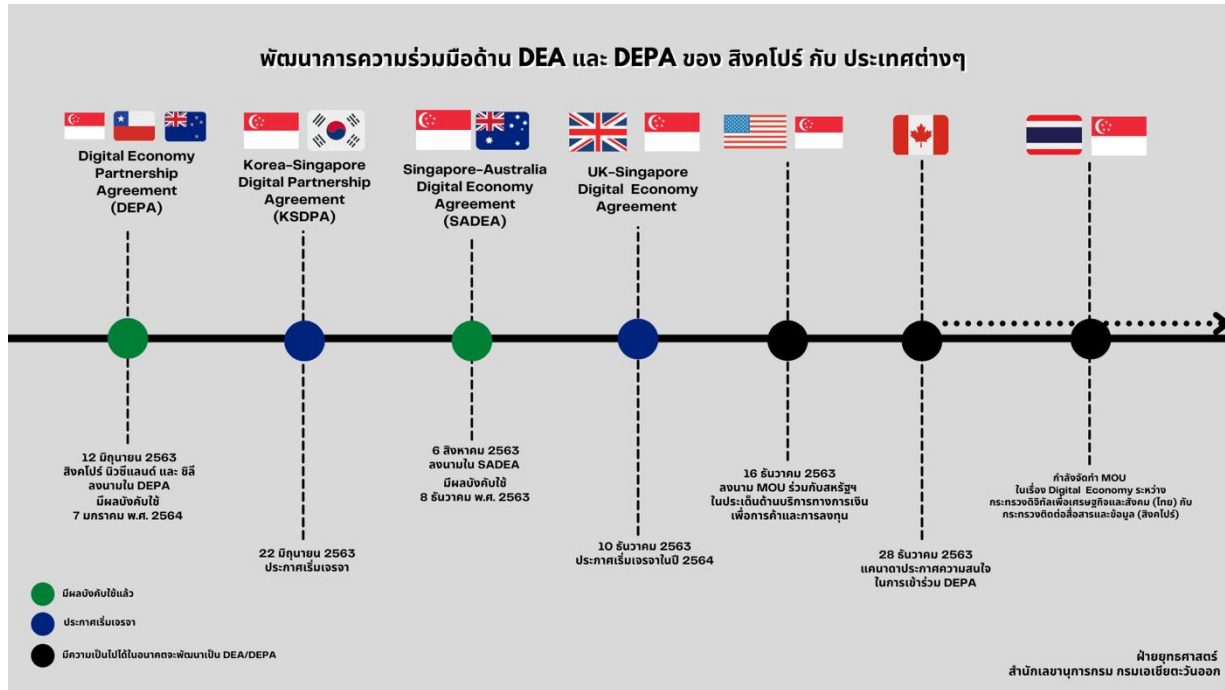 พัฒนาการความร่วมมือด้าน DEA และ DEPA ของ สิงคโปร์ กับ ประเทศต่างๆ
Digital Economy
Partnership
Agreement
(DEPA)
Korea-Singapore
Digital Partnership
Agreement
(KSDPA)
Singapore-Australia
Digital Economy
Agreement
(SADEA)
UK-Singapore
Digital Economy
Agreement
12 มิถุนายน 2563
สิงคโปร์ นิวซีแลนด์ และ ชิลี
ลงนามใน DEPA
มีผลบังคับใช้
7 มกราคม พ.ศ. 2564
22 มิถุนายน 2563
ประกาศเริ่มเจรจา
6 สิงหาคม 2563
ลงนามใน SADEA
มีผลบังคับใช้
8 ธันวาคม พ.ศ. 2563
10 ธันวาคม 2563
ประกาศเริ่มเจรจาในปี 2564
16 ธันวาคม 2563
ลงนาม MOU ร่วมกับสหรัฐฯ
ในประเด็นด้านบริการทางการเงิน
เพื่อการค้าและการลงทุน
28 ธันวาคม 2563
แคนาดาประกาศความสนใจ
ในการเข้าร่วม DEPA
กำลังจัดทำ MOU
ในเรื่อง Digital Economy ระหว่าง
กระทรวงดิจิทัลเพื่อเศรษฐกิจและสังคม (ไทย) กับ
กระทรวงติดต่อสื่อสารและข้อมูล (สิงคโปร์)
มีผลบังคับใช้แล้ว
ประกาศเริ่มเจรจา
มีความเป็นไปได้ในอนาคตจะพัฒนาเป็น DEA/DEPA
ฝ่ายยุทธศาสตร์
สำนักเลขานุการกรม กรมเอเชียตะวันออก